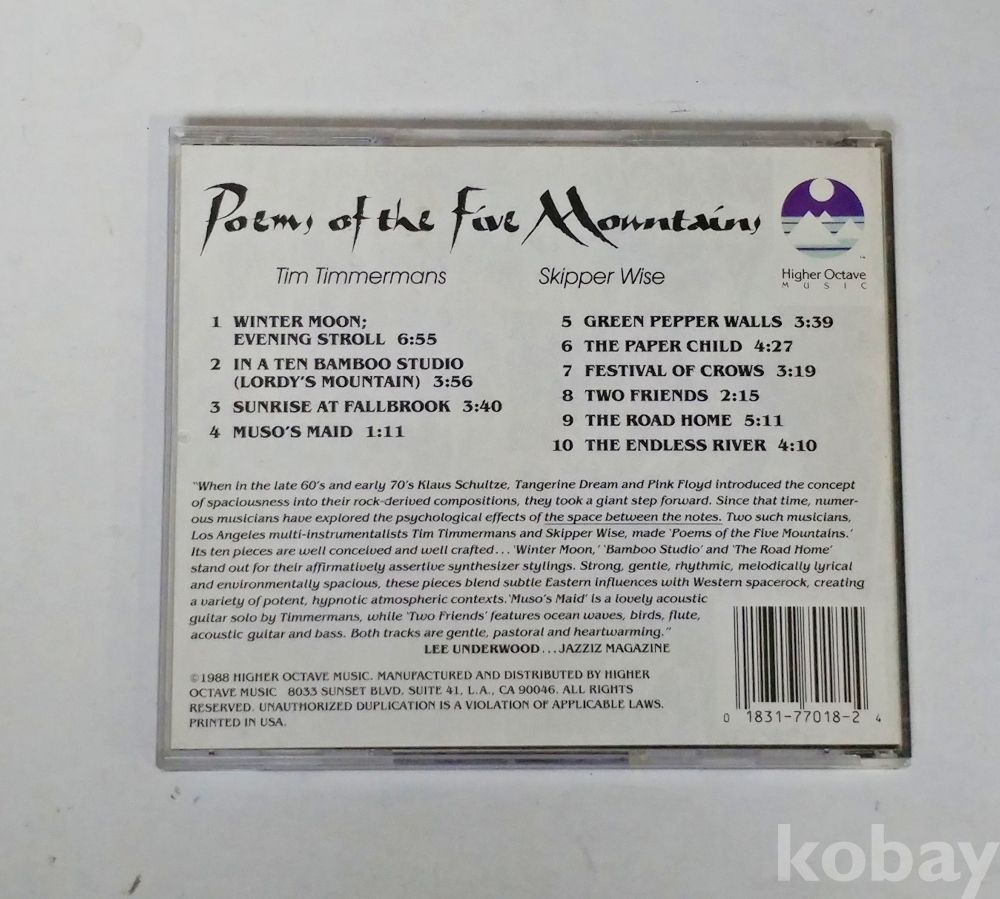 Poems of the Five Mountains
Tim Timmermans Skipper Wise
Higher Octave
MUSIC
™
1 WINTER MOON;
EVENING STROLL 6:55
2 IN A TEN BAMBOO STUDIO
(LORDY'S MOUNTAIN) 3:56
3 SUNRISE AT FALLBROOK 3:40
4 MUSO'S MAID 1:11
5 GREEN PEPPER WALLS 3:39
6 THE PAPER CHILD 4:27
7 FESTIVAL OF CROWS 3:19
8 TWO FRIENDS 2:15
9 THE ROAD HOME 5:11
10 THE ENDLESS RIVER 4:10
"When in the late 60's and early 70's Klaus Schultze, Tangerine Dream and Pink Floyd introduced the concept
of spaciousness into their rock-derived compositions, they took a giant step forward. Since that time, numer-
ous musicians have explored the psychological effects of the space between the notes. Two such musicians,
Los Angeles multi-instrumentalists Tim Timmermans and Skipper Wise, made 'Poems of the Five Mountains.'
Its ten pieces are well conceived and well crafted... 'Winter Moon,' 'Bamboo Studio' and 'The Road Home'
stand out for their affirmatively assertive synthesizer stylings. Strong, gentle, rhythmic, melodically lyrical
and environmentally spacious, these pieces blend subtle Eastern influences with Western spacerock, creating
a variety of potent, hypnotic atmospheric contexts. 'Muso's Maid' is a lovely acoustic
guitar solo by Timmermans, while 'Two Friends' features ocean waves, birds, flute,
acoustic guitar and bass. Both tracks are gentle, pastoral and heartwarming."
LEE UNDERWOOD...JAZZIZ MAGAZINE
©1988 HIGHER OCTAVE MUSIC. MANUFACTURED AND DISTRIBUTED BY HIGHER
OCTAVE MUSIC 8033 SUNSET BLVD. SUITE 41, L.A., CA 90046. ALL RIGHTS
RESERVED. UNAUTHORIZED DUPLICATION IS A VIOLATION OF APPLICABLE LAWS.
PRINTED IN USA.
0 1831-77018-2 4
kobay